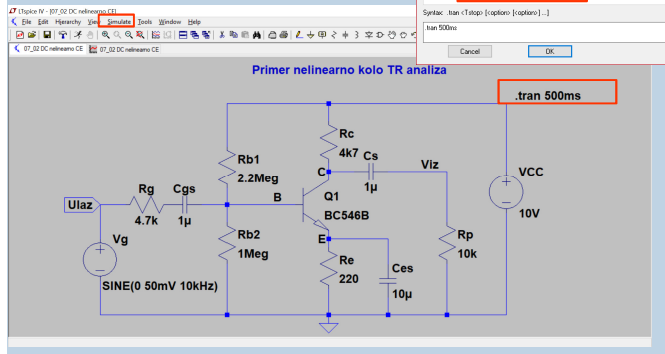 LTspice IV - [07_02 DC nelinearno CE]
File Edit Hierarchy View Simulate Tools Window Help
07_02 DC nelinearno CE 07_02 DC nelinearno CE
Syntax: .tran <Tstop> [<option> [<option>] ...]
.tran 500ms
Cancel OK
Primer nelinearno kolo TR analiza
.tran 500ms
Rc
4k7
Cs
1µ
Viz
VCC
10V
Rb1
2.2Meg
C
B
Q1
BC546B
E
Ulaz
Rg
4.7k
Cgs
1µ
Vg
SINE(0 50mV 10kHz)
Rb2
1Meg
Re
220
Ces
10µ
Rp
10k